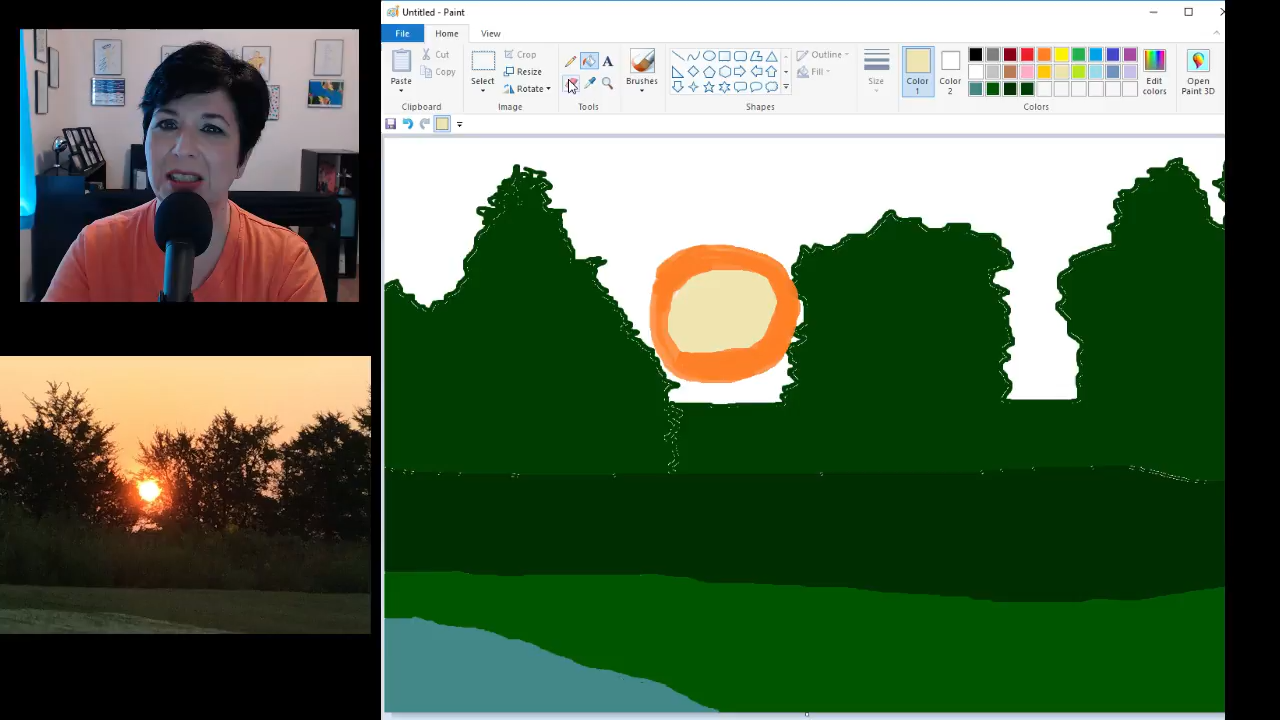 Untitled - Paint
File
Home
View
Paste
Cut
Copy
Clipboard
Select
Crop
Resize
Rotate
Image
A
Tools
Brushes
Shapes
Outline
Fill
Size
Color
1
Color
2
Edit
colors
Colors
Open
Paint 3D